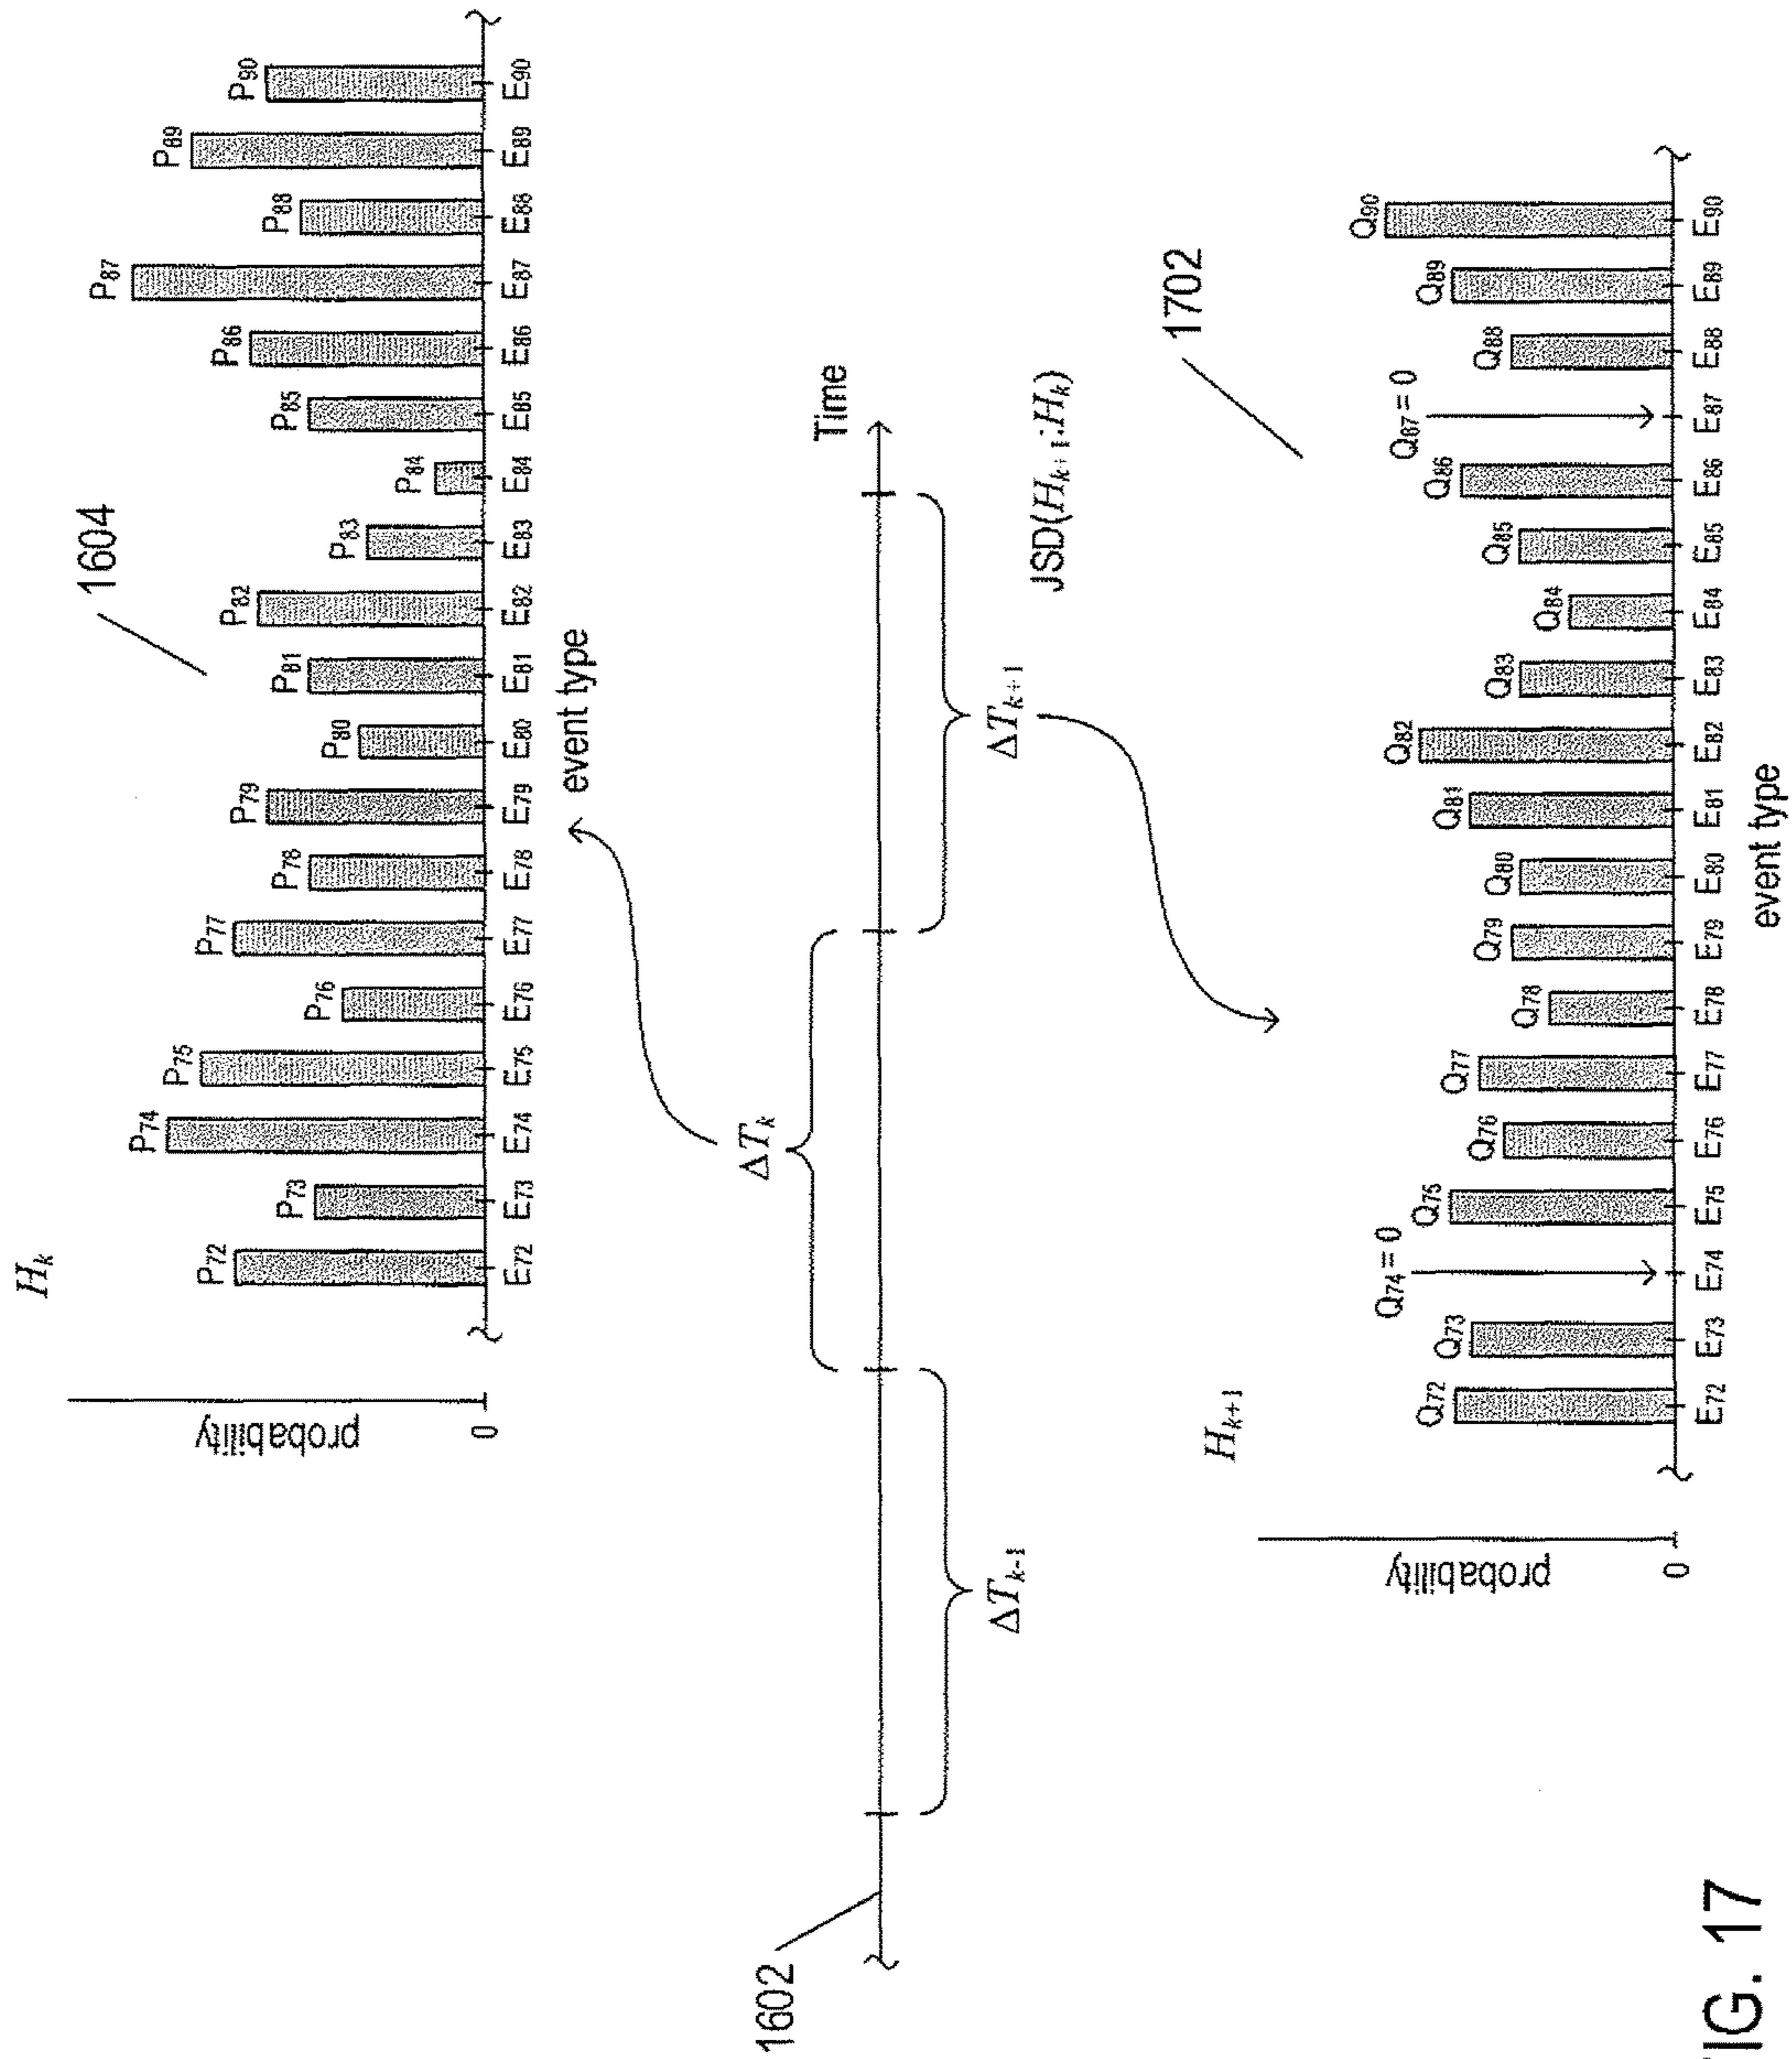 H_k
1604
probability
0
P72 P73 P74 P75 P76 P77 P78 P79 P80 P81 P82 P83 P84 P85 P86 P87 P88 P89 P90
E72 E73 E74 E75 E76 E77 E78 E79 E80 E81 E82 E83 E84 E85 E86 E87 E88 E89 E90
event type
1602
ΔT_k
Time
ΔT_{k-1}
ΔT_{k+1}
JSD(H_{k+1}:H_k)
H_{k+1}
1702
probability
0
Q72 Q73 Q74 = 0 Q75 Q76 Q77 Q78 Q79 Q80 Q81 Q82 Q83 Q84 Q85 Q86 Q87 = 0 Q88 Q89 Q90
E72 E73 E74 E75 E76 E77 E78 E79 E80 E81 E82 E83 E84 E85 E86 E87 E88 E89 E90
event type
IG. 17